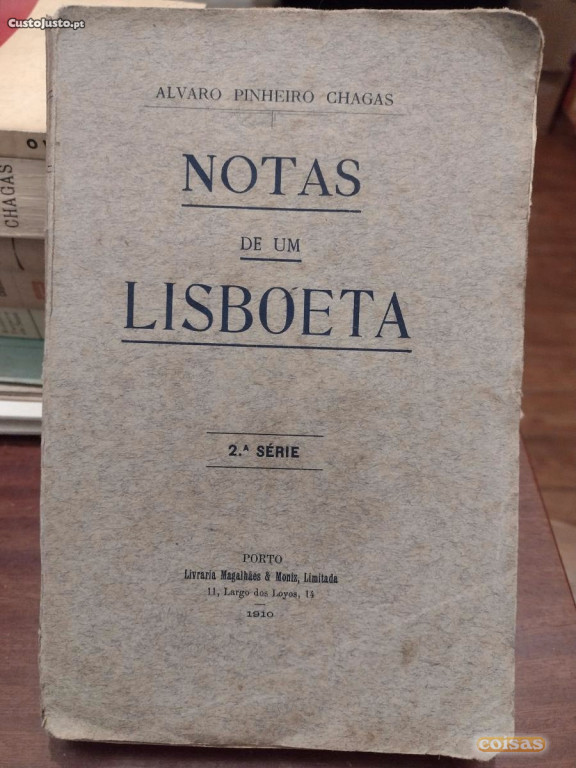 CustoJusto.pt
ALVARO PINHEIRO CHAGAS
NOTAS
DE UM
LISBOÉTA
2.ª SÉRIE
PORTO
Livraria Magalhães & Moniz, Limitada
11, Largo dos Loyos, 14
1910
CHAGAS
coisas